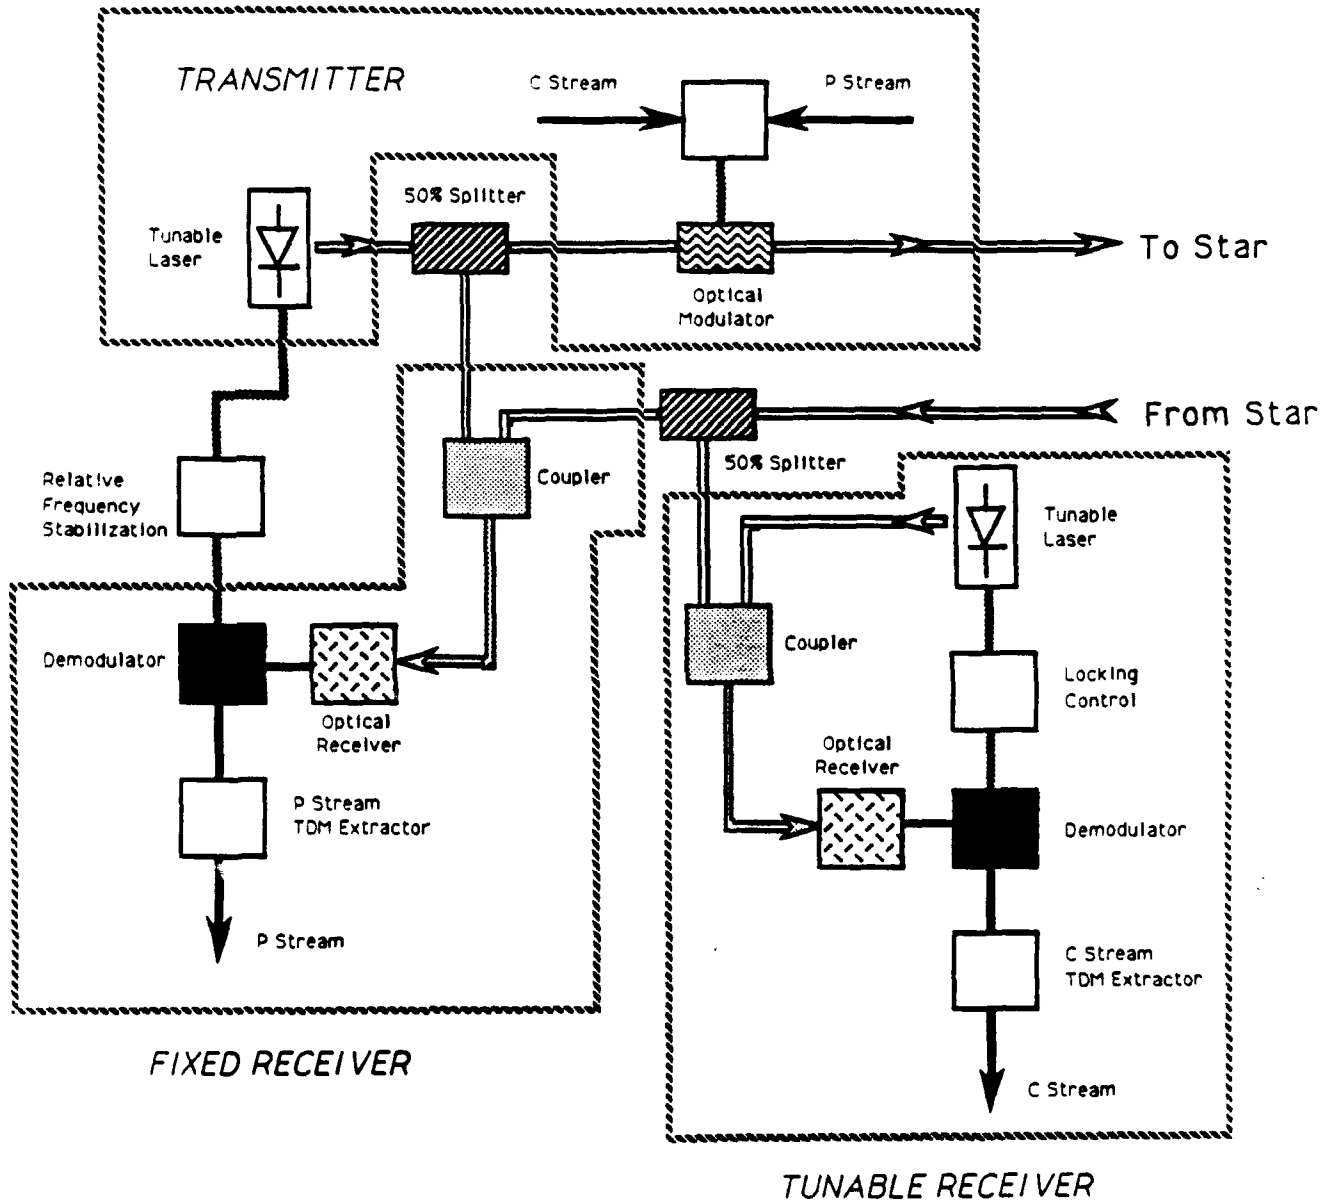 TRANSMITTER
C Stream
P Stream
50% Splitter
Tunable
Laser
To Star
Optical
Modulator
From Star
50% Splitter
Coupler
Relative
Frequency
Stabilization
Tunable
Laser
Demodulator
Coupler
Locking
Control
Optical
Receiver
Optical
Receiver
P Stream
TDM Extractor
Demodulator
P Stream
C Stream
TDM Extractor
FIXED RECEIVER
C Stream
TUNABLE RECEIVER